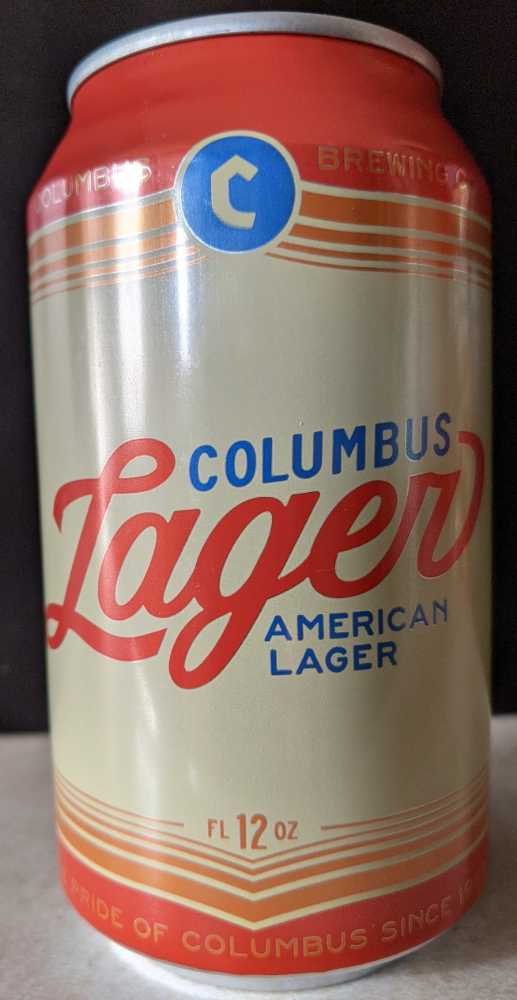 COLUMBUS BREWING
C
COLUMBUS
Lager
AMERICAN
LAGER
FL 12 OZ
PRIDE OF COLUMBUS SINCE